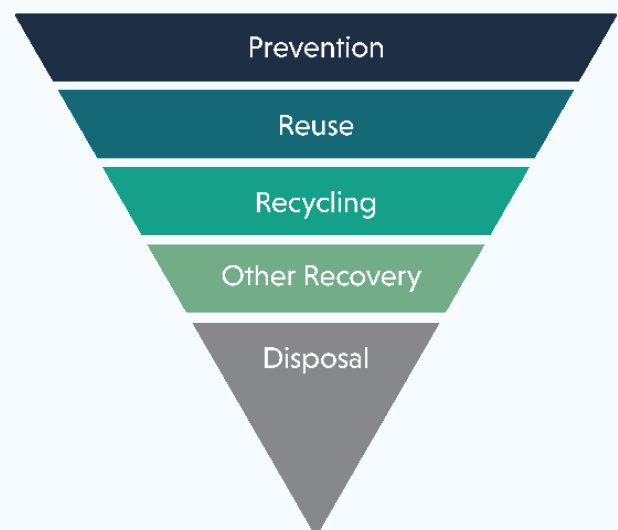 Prevention
Reuse
Recycling
Other Recovery
Disposal